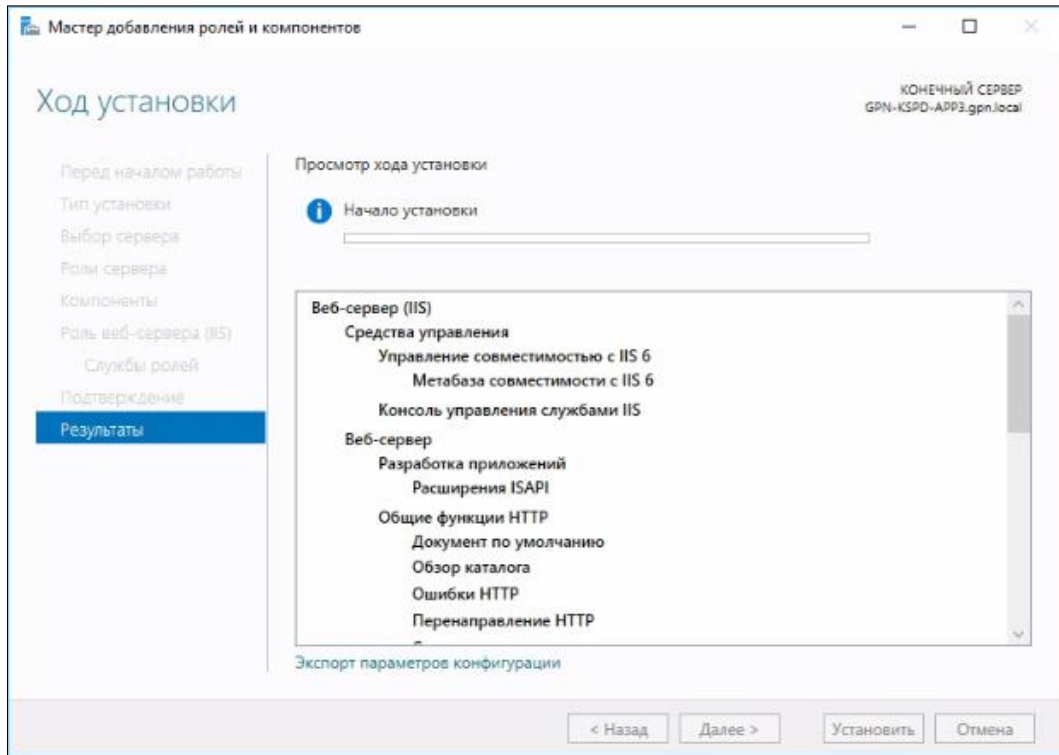 Мастер добавления ролей и компонентов
Ход установки
КОНЕЧНЫЙ СЕРВЕР
GPN-KSPD-APP3.gpn.local
Перед началом работы
Тип установки
Выбор сервера
Роли сервера
Компоненты
Роль веб-сервера (IIS)
Службы ролей
Подтверждение
Результаты
Просмотр хода установки
Начало установки
Веб-сервер (IIS)
Средства управления
Управление совместимостью с IIS 6
Метабаза совместимости с IIS 6
Консоль управления службами IIS
Веб-сервер
Разработка приложений
Расширения ISAPI
Общие функции HTTP
Документ по умолчанию
Обзор каталога
Ошибки HTTP
Перенаправление HTTP
Экспорт параметров конфигурации
< Назад
Далее >
Установить
Отмена